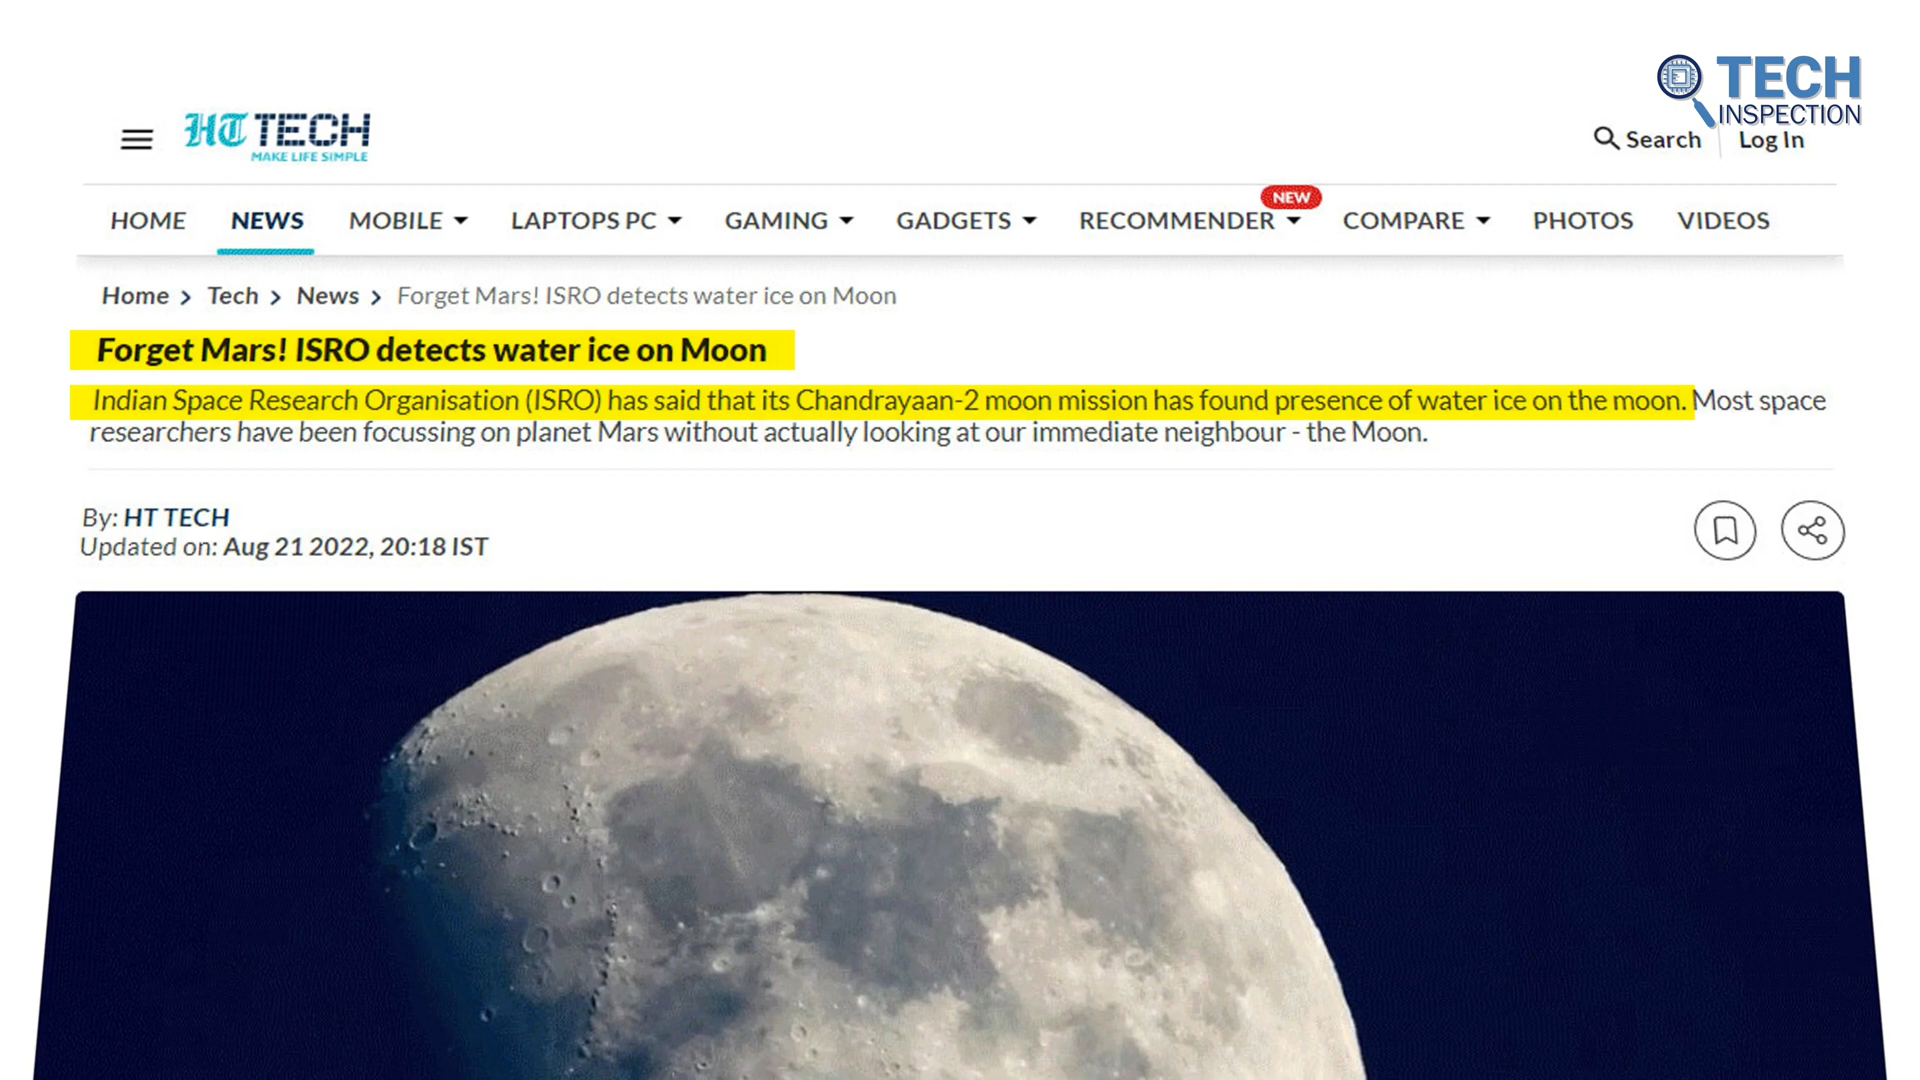 TECH
INSPECTION
HT TECH
MAKE LIFE SIMPLE
Search
Log In
HOME NEWS MOBILE LAPTOPS PC GAMING GADGETS RECOMMENDER NEW COMPARE PHOTOS VIDEOS
Home > Tech > News > Forget Mars! ISRO detects water ice on Moon
Forget Mars! ISRO detects water ice on Moon
Indian Space Research Organisation (ISRO) has said that its Chandrayaan-2 moon mission has found presence of water ice on the moon. Most space
researchers have been focussing on planet Mars without actually looking at our immediate neighbour - the Moon.
By: HT TECH
Updated on: Aug 21 2022, 20:18 IST